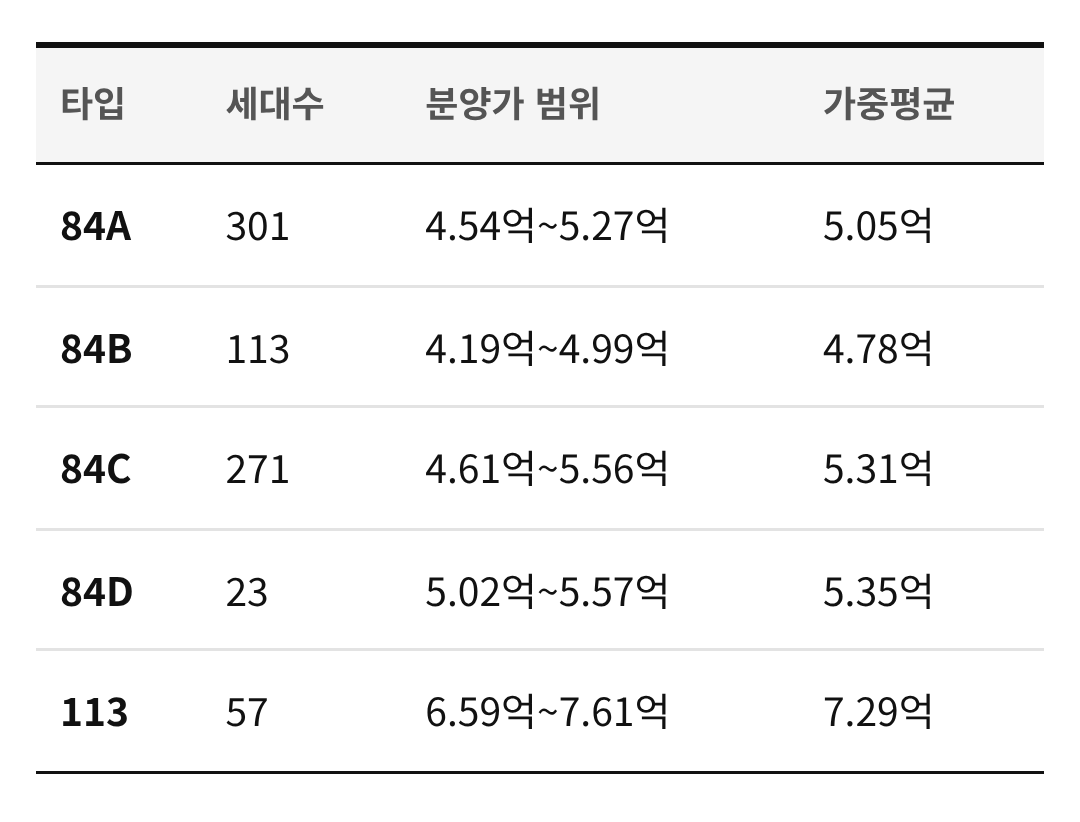 타입 세대수 분양가 범위 가중평균
84A 301 4.54억~5.27억 5.05억
84B 113 4.19억~4.99억 4.78억
84C 271 4.61억~5.56억 5.31억
84D 23 5.02억~5.57억 5.35억
113 57 6.59억~7.61억 7.29억